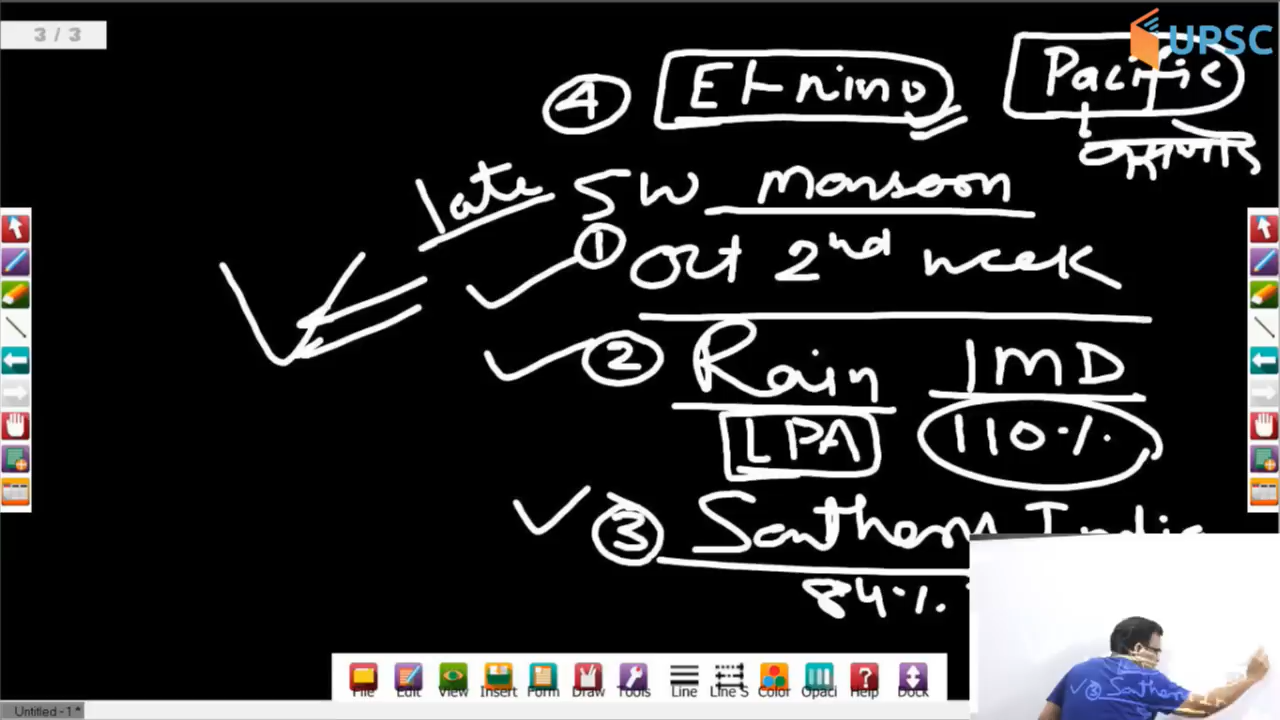 3 / 3
UPSC
④ El-nino Pacific
late SW monsoon
① Oct 2nd week
② Rain IMD
LPA 110%
③ Southern India
84%
File Edit View Insert Form Draw Tools Line Line S Color Opaci Help Dock
Untitled - 1 *